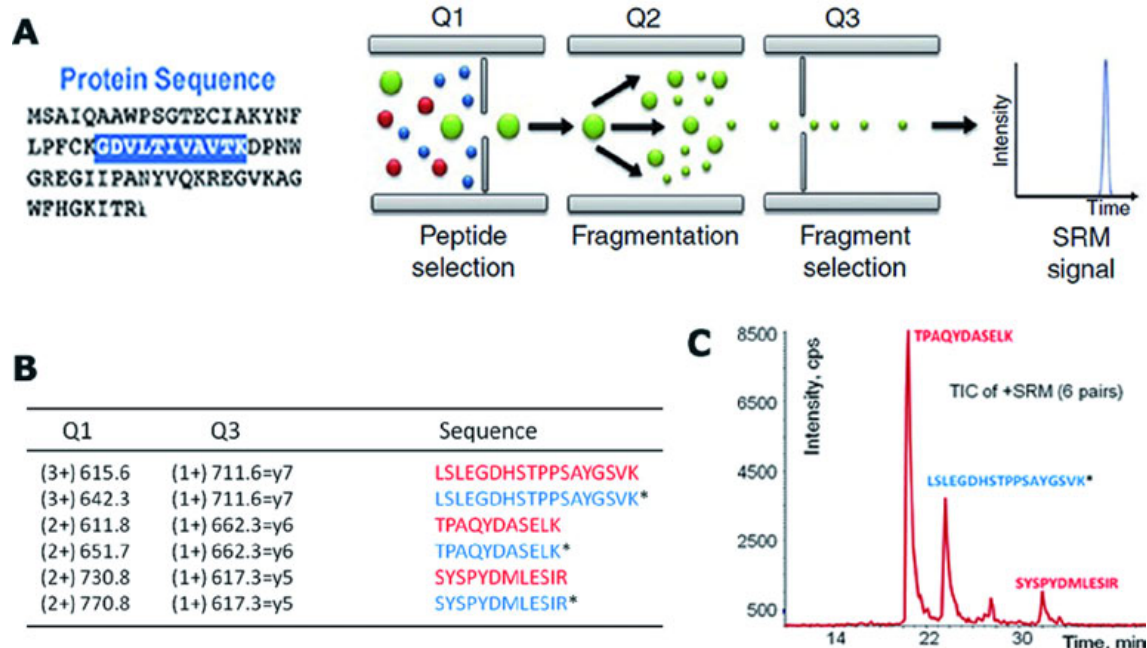 A
Protein Sequence
MSAIQAAWPSGTECIAKYNF
LPFCKGDVLTIVAVTKDPNW
GREGIIPANYVQKREGVKAG
WFHGKITR
Q1
Q2
Q3
Peptide
selection
Fragmentation
Fragment
selection
Intensity
Time
SRM
signal
B
Q1 Q3 Sequence
(3+) 615.6 (1+) 711.6=y7 LSLEGDHSTPPSAYGSVK
(3+) 642.3 (1+) 711.6=y7 LSLEGDHSTPPSAYGSVK*
(2+) 611.8 (1+) 662.3=y6 TPAQYDASELK
(2+) 651.7 (1+) 662.3=y6 TPAQYDASELK*
(2+) 730.8 (1+) 617.3=y5 SYSPYDMLESIR
(2+) 770.8 (1+) 617.3=y5 SYSPYDMLESIR*
C
8500
6500
4500
2500
500
Intensity, cps
TPAQYDASELK
TIC of +SRM (6 pairs)
LSLEGDHSTPPSAYGSVK*
SYSPYDMLESIR
14 22 30
Time, min